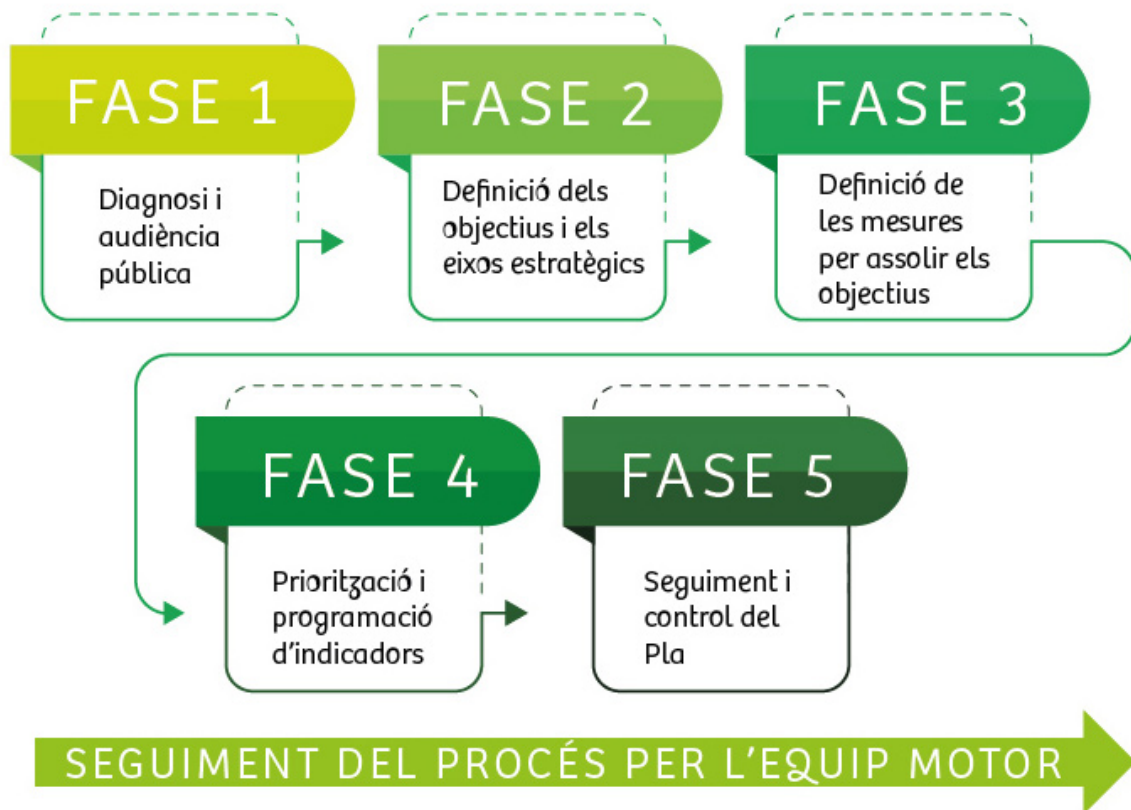 FASE 1
Diagnosi i
audiència
pública
FASE 2
Definició dels
objectius i els
eixos estratègics
FASE 3
Definició de
les mesures
per assolir els
objectius
FASE 4
Priorització i
programació
d'indicadors
FASE 5
Seguiment i
control del
Pla
SEGUIMENT DEL PROCÉS PER L'EQUIP MOTOR